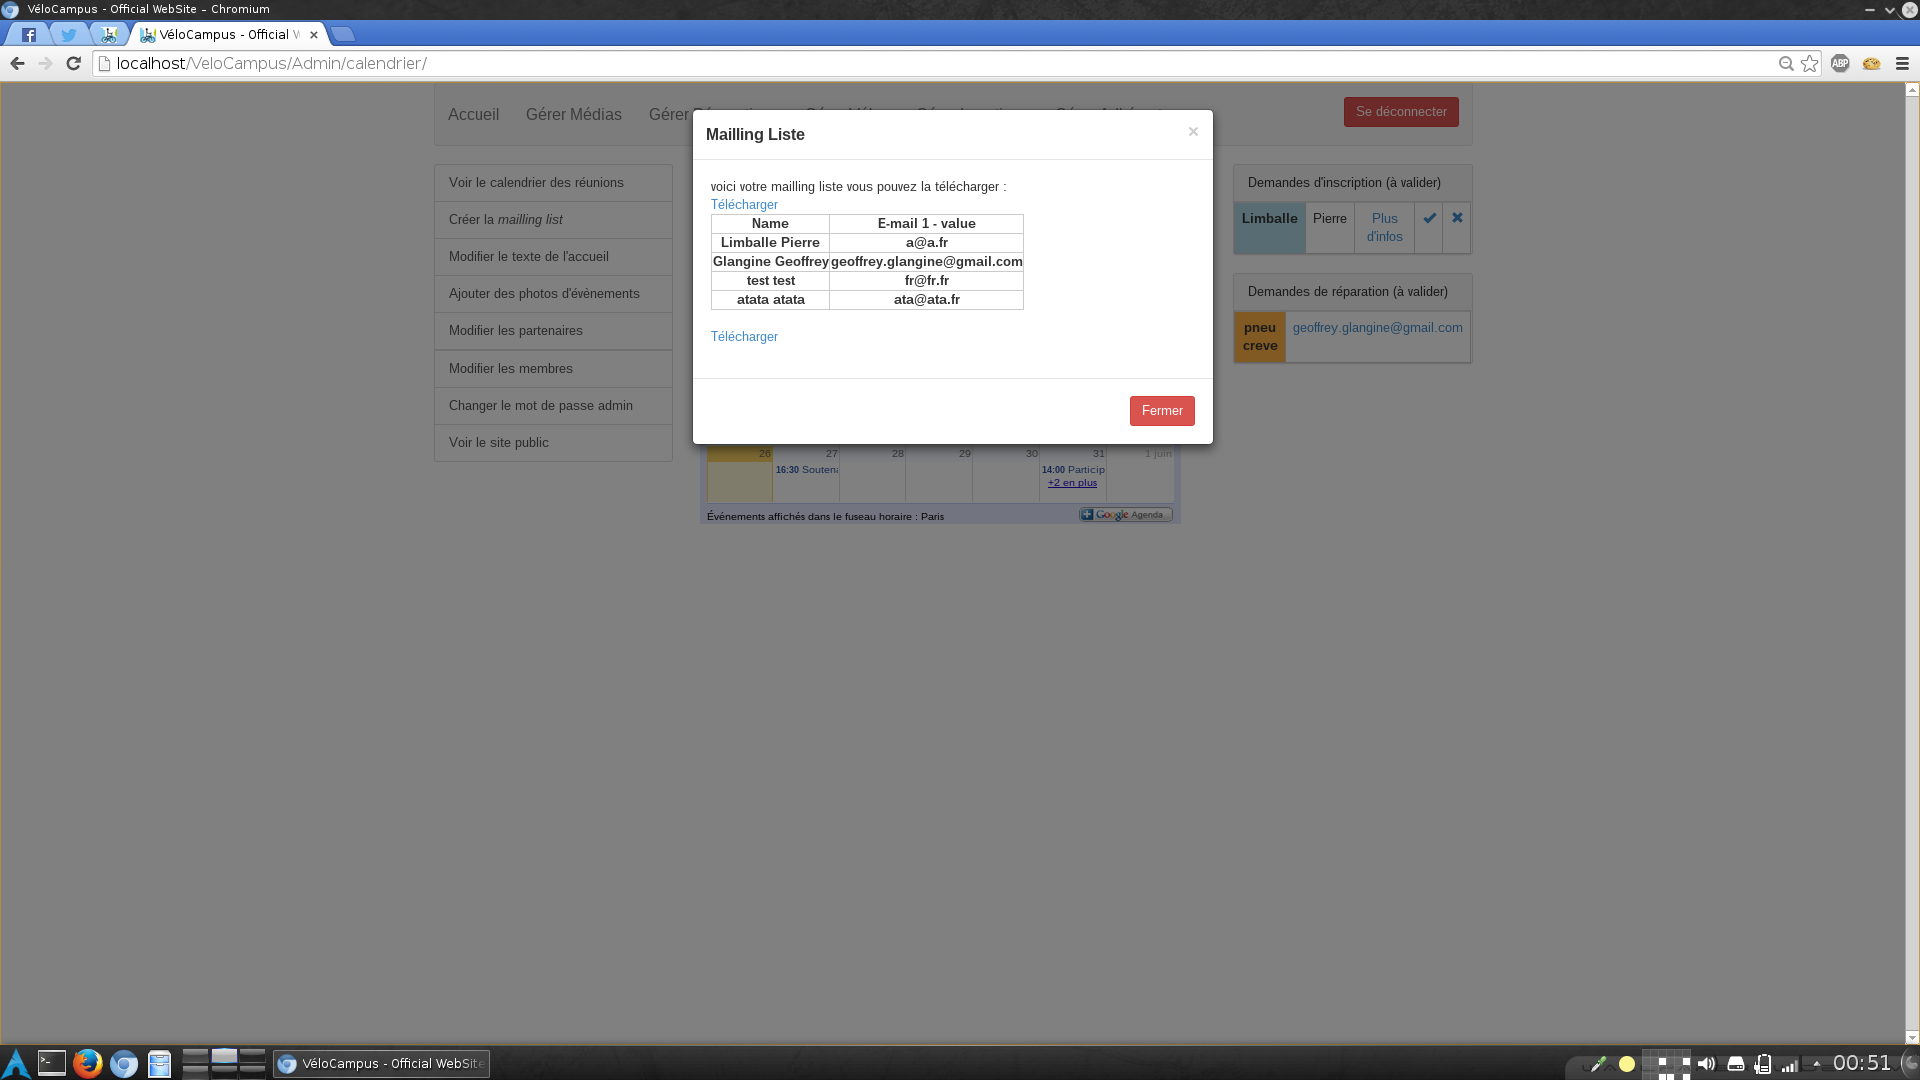 VéloCampus - Official WebSite - Chromium
VéloCampus - Official W
localhost/VeloCampus/Admin/calendrier/
ABP
Accueil Gérer Médias Gérer
Se déconnecter
Mailling Liste
×
voici votre mailling liste vous pouvez la télécharger :
Télécharger
Name E-mail 1 - value
Limballe Pierre a@a.fr
Glangine Geoffrey geoffrey.glangine@gmail.com
test test fr@fr.fr
atata atata ata@ata.fr
Télécharger
Fermer
Voir le calendrier des réunions
Créer la mailling list
Modifier le texte de l'accueil
Ajouter des photos d'évènements
Modifier les partenaires
Modifier les membres
Changer le mot de passe admin
Voir le site public
Demandes d'inscription (à valider)
Limballe Pierre Plus
d'infos
Demandes de réparation (à valider)
pneu geoffrey.glangine@gmail.com
creve
26 27 28 29 30 31 1 juin
16:30 Soutena 14:00 Particip
+2 en plus
Événements affichés dans le fuseau horaire : Paris
Google Agenda
VéloCampus - Official WebSite
00:51